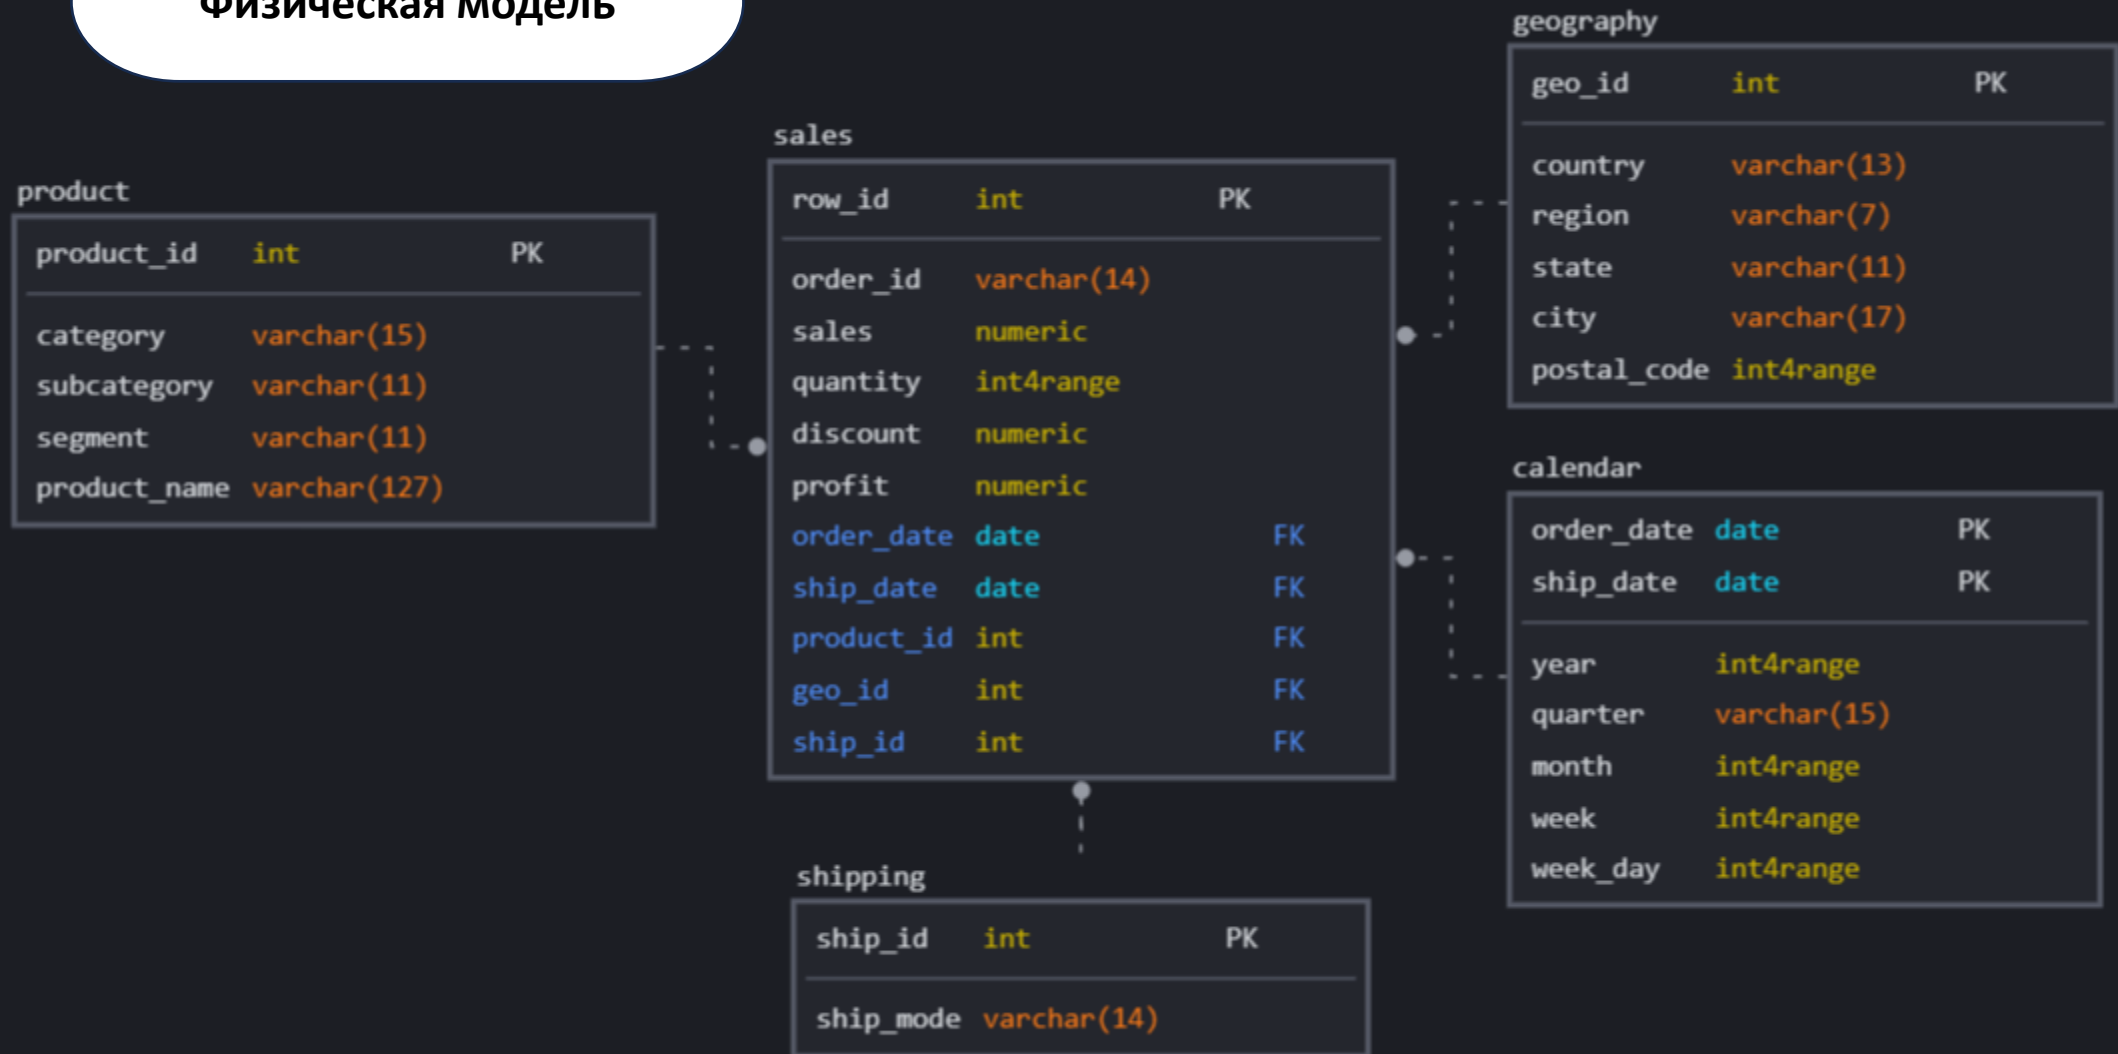 Физическая модель
product
product_id int PK
category varchar(15)
subcategory varchar(11)
segment varchar(11)
product_name varchar(127)
sales
row_id int PK
order_id varchar(14)
sales numeric
quantity int4range
discount numeric
profit numeric
order_date date FK
ship_date date FK
product_id int FK
geo_id int FK
ship_id int FK
shipping
ship_id int PK
ship_mode varchar(14)
geography
geo_id int PK
country varchar(13)
region varchar(7)
state varchar(11)
city varchar(17)
postal_code int4range
calendar
order_date date PK
ship_date date PK
year int4range
quarter varchar(15)
month int4range
week int4range
week_day int4range